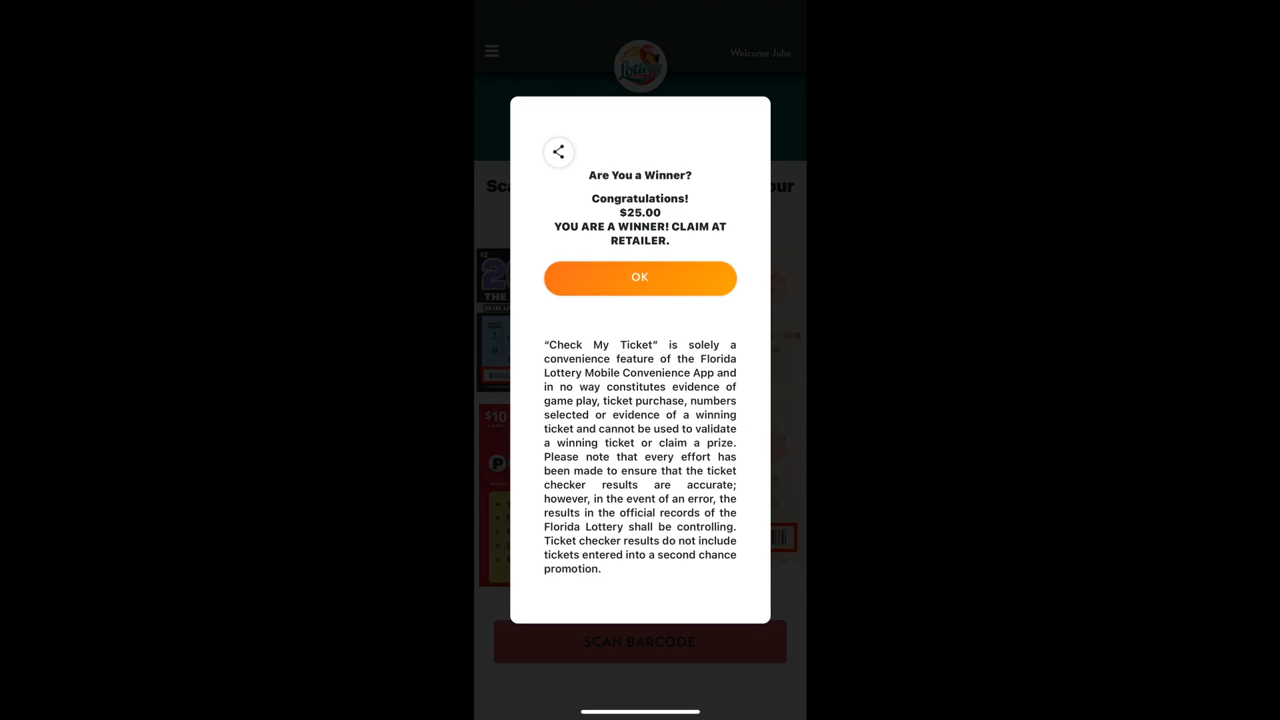 Welcome Julie
Lottery
Are You a Winner?
Congratulations!
$25.00
YOU ARE A WINNER! CLAIM AT
RETAILER.
OK
“Check My Ticket” is solely a
convenience feature of the Florida
Lottery Mobile Convenience App and
in no way constitutes evidence of
game play, ticket purchase, numbers
selected or evidence of a winning
ticket and cannot be used to validate
a winning ticket or claim a prize.
Please note that every effort has
been made to ensure that the ticket
checker results are accurate;
however, in the event of an error, the
results in the official records of the
Florida Lottery shall be controlling.
Ticket checker results do not include
tickets entered into a second chance
promotion.
$10
SCAN BARCODE